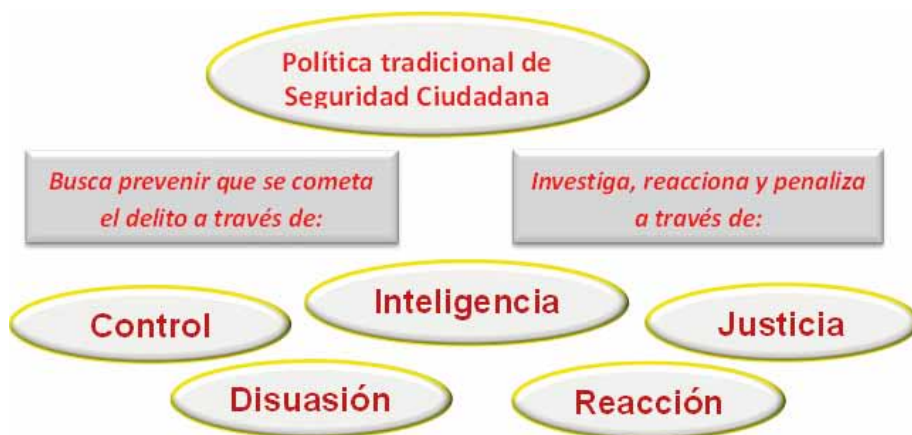 Política tradicional de
Seguridad Ciudadana
Busca prevenir que se cometa
el delito a través de:
Investiga, reacciona y penaliza
a través de:
Inteligencia
Control
Justicia
Disuasión
Reacción